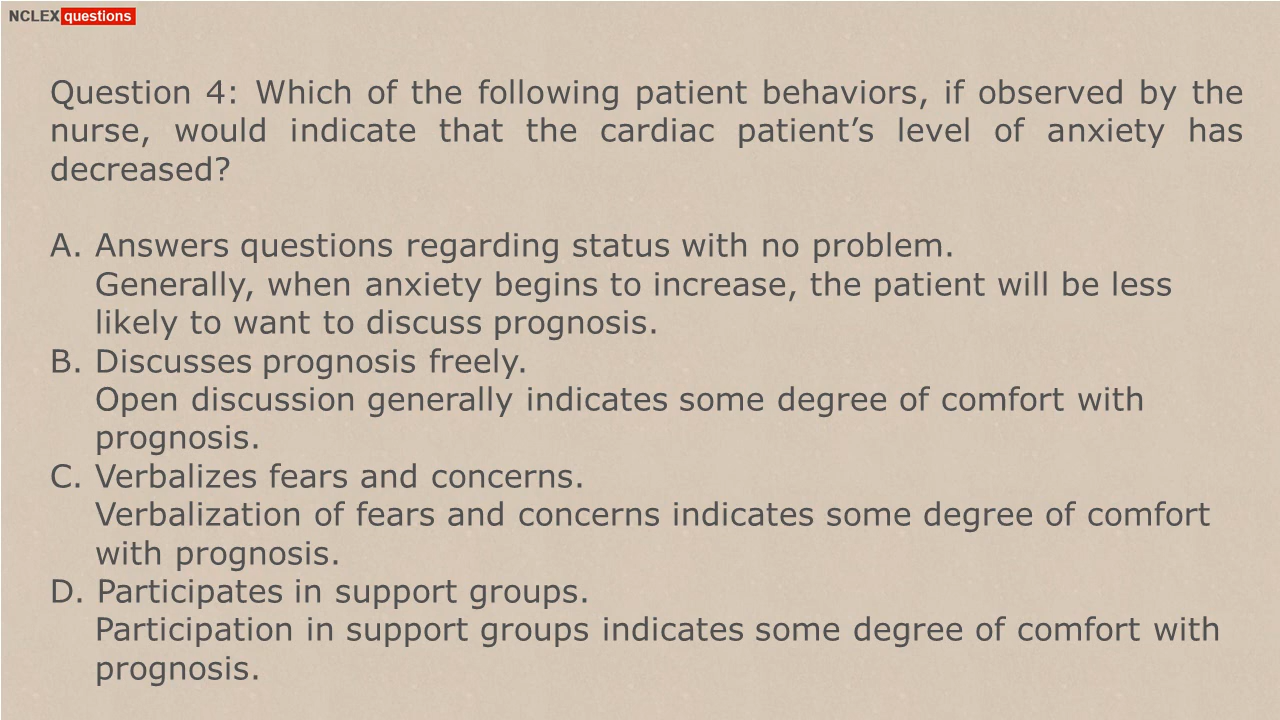 NCLEX questions
Question 4: Which of the following patient behaviors, if observed by the
nurse, would indicate that the cardiac patient’s level of anxiety has
decreased?
A. Answers questions regarding status with no problem.
Generally, when anxiety begins to increase, the patient will be less
likely to want to discuss prognosis.
B. Discusses prognosis freely.
Open discussion generally indicates some degree of comfort with
prognosis.
C. Verbalizes fears and concerns.
Verbalization of fears and concerns indicates some degree of comfort
with prognosis.
D. Participates in support groups.
Participation in support groups indicates some degree of comfort with
prognosis.